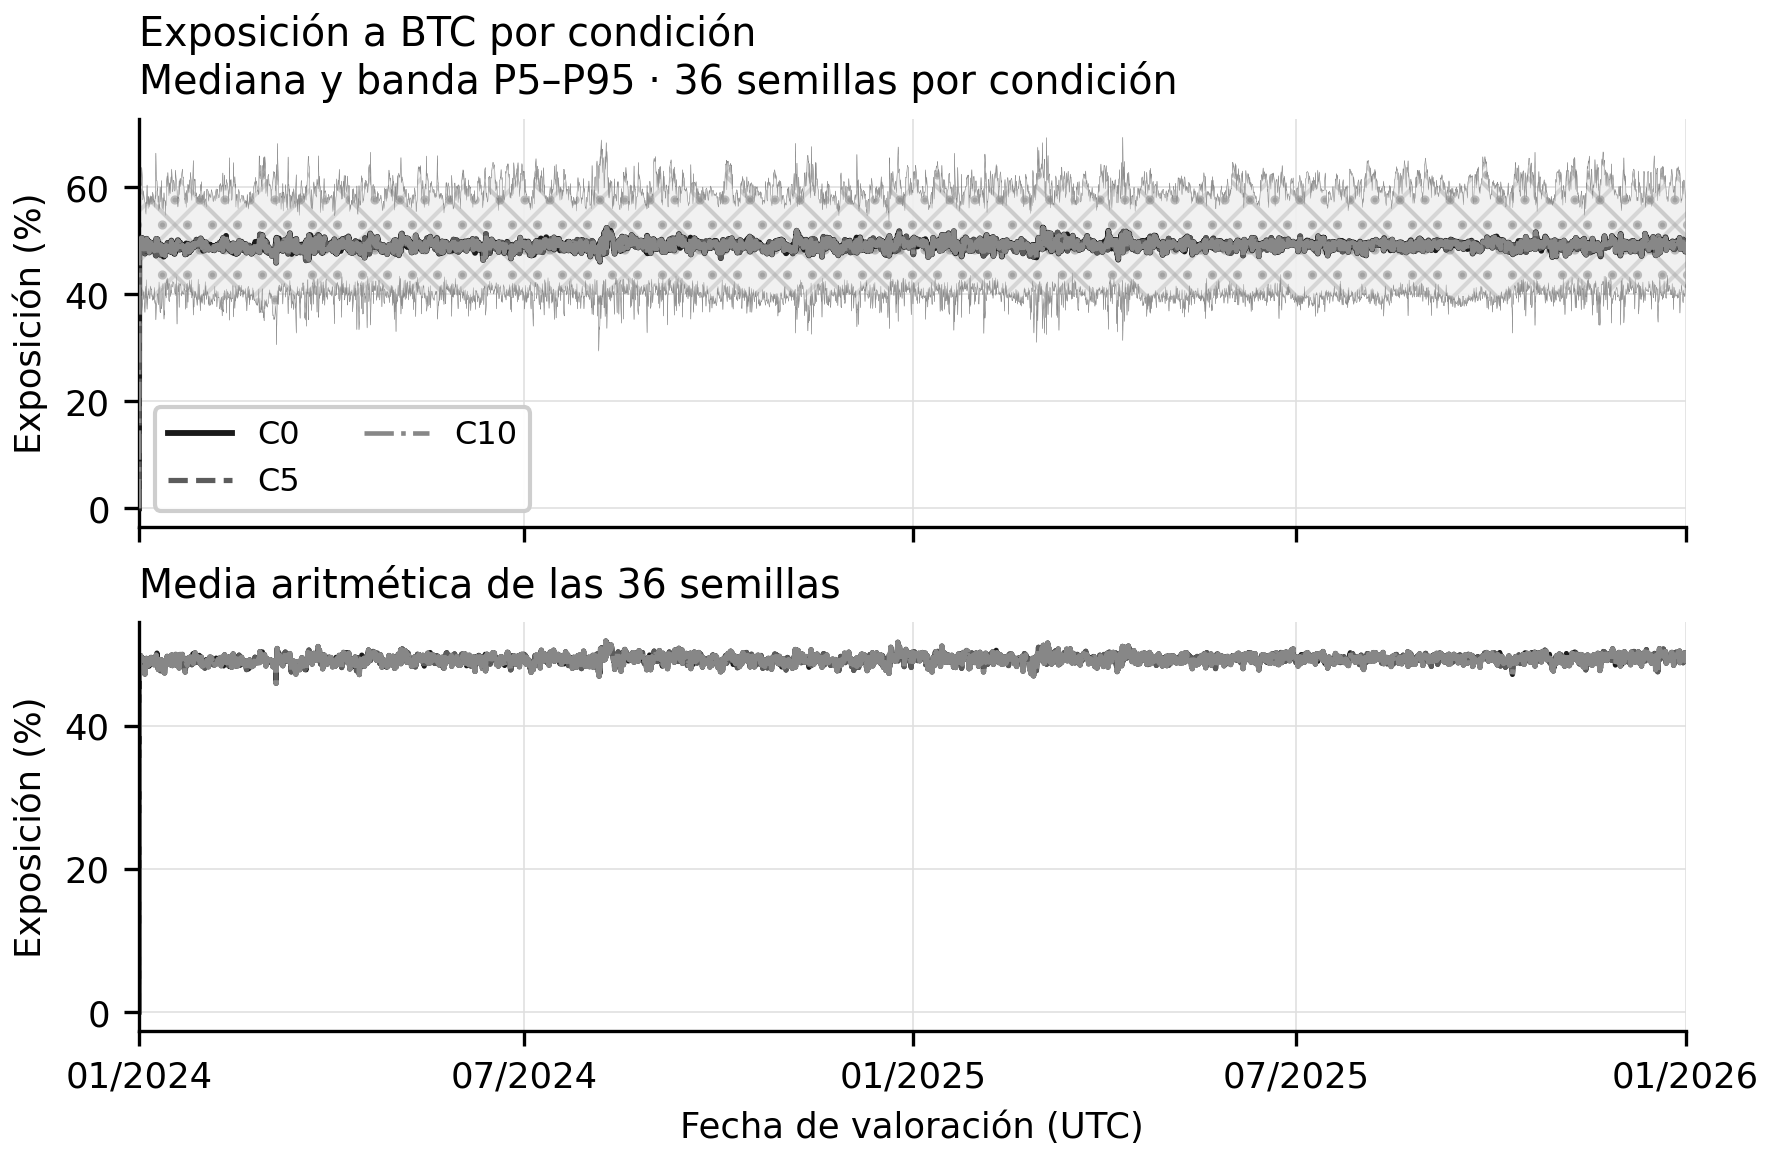 Exposición a BTC por condición
Mediana y banda P5–P95 · 36 semillas por condición
Exposición (%)
60
40
20
0
C0
C10
C5
Media aritmética de las 36 semillas
Exposición (%)
40
20
0
01/2024
07/2024
01/2025
07/2025
01/2026
Fecha de valoración (UTC)